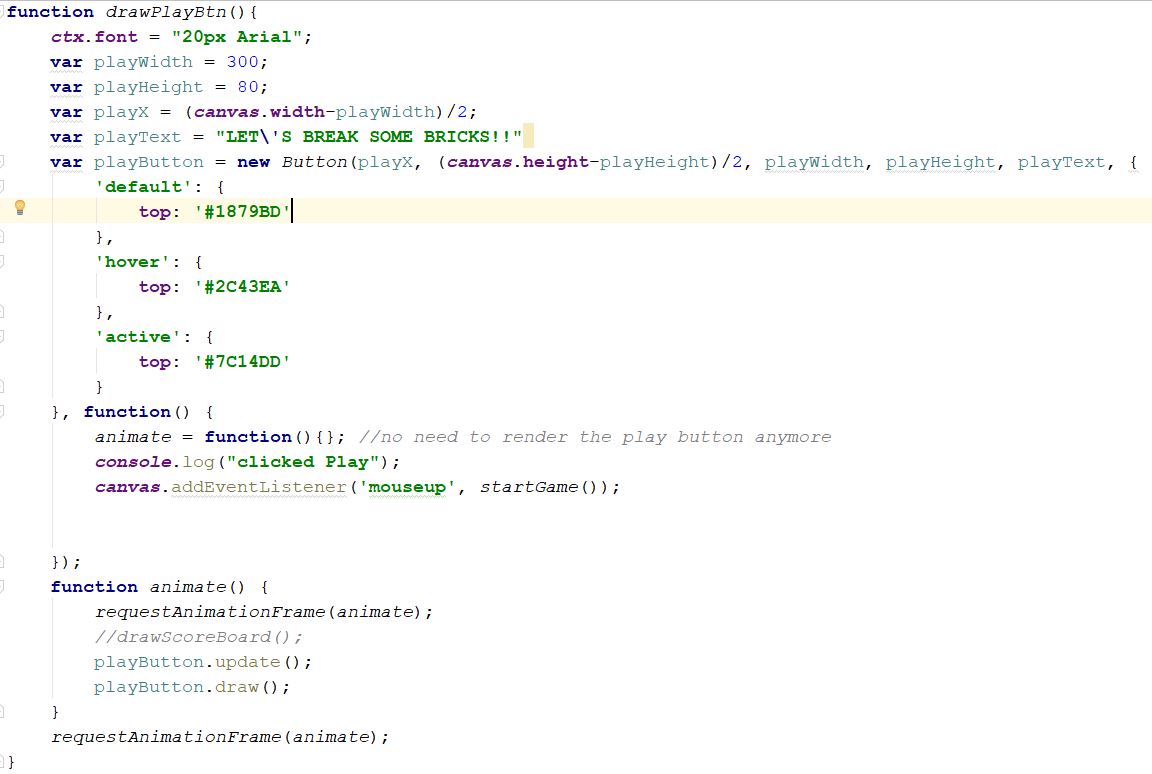 function drawPlayBtn(){
    ctx.font = "20px Arial";
    var playWidth = 300;
    var playHeight = 80;
    var playX = (canvas.width-playWidth)/2;
    var playText = "LET\'S BREAK SOME BRICKS!!"
    var playButton = new Button(playX, (canvas.height-playHeight)/2, playWidth, playHeight, playText, {
        'default': {
            top: '#1879BD'
        },
        'hover': {
            top: '#2C43EA'
        },
        'active': {
            top: '#7C14DD'
        }
    }, function() {
        animate = function(){}; //no need to render the play button anymore
        console.log("clicked Play");
        canvas.addEventListener('mouseup', startGame());
    });
    function animate() {
        requestAnimationFrame(animate);
        //drawScoreBoard();
        playButton.update();
        playButton.draw();
    }
    requestAnimationFrame(animate);
}